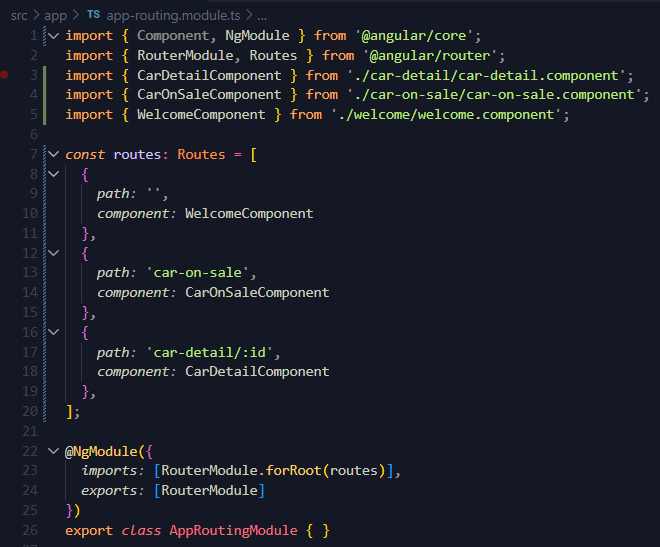 src > app > TS app-routing.module.ts > ...
1 import { Component, NgModule } from '@angular/core';
2 import { RouterModule, Routes } from '@angular/router';
3 import { CarDetailComponent } from './car-detail/car-detail.component';
4 import { CarOnSaleComponent } from './car-on-sale/car-on-sale.component';
5 import { WelcomeComponent } from './welcome/welcome.component';
6
7 const routes: Routes = [
8   {
9     path: '',
10     component: WelcomeComponent
11   },
12   {
13     path: 'car-on-sale',
14     component: CarOnSaleComponent
15   },
16   {
17     path: 'car-detail/:id',
18     component: CarDetailComponent
19   },
20 ];
21
22 @NgModule({
23   imports: [RouterModule.forRoot(routes)],
24   exports: [RouterModule]
25 })
26 export class AppRoutingModule { }